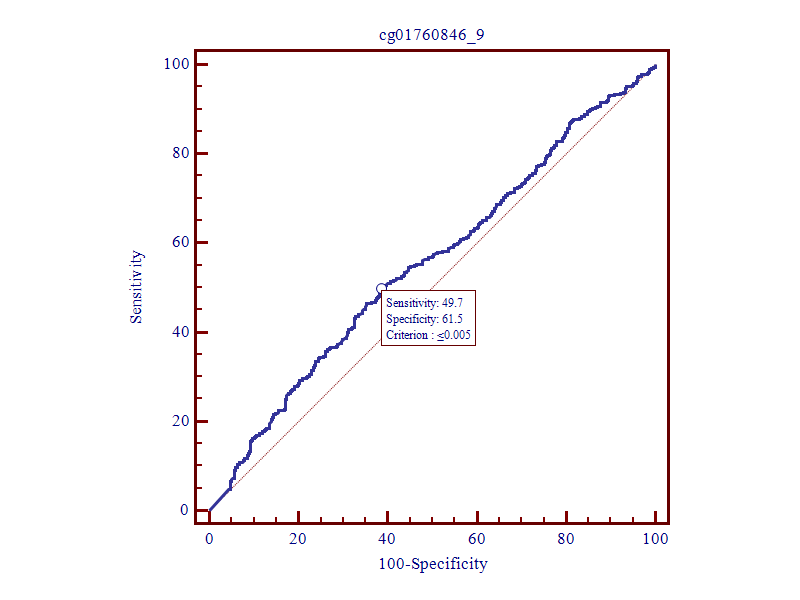 cg01760846_9
100
80
60
40
20
0
Sensitivity
Sensitivity: 49.7
Specificity: 61.5
Criterion : ≤0.005
0 20 40 60 80 100
100-Specificity